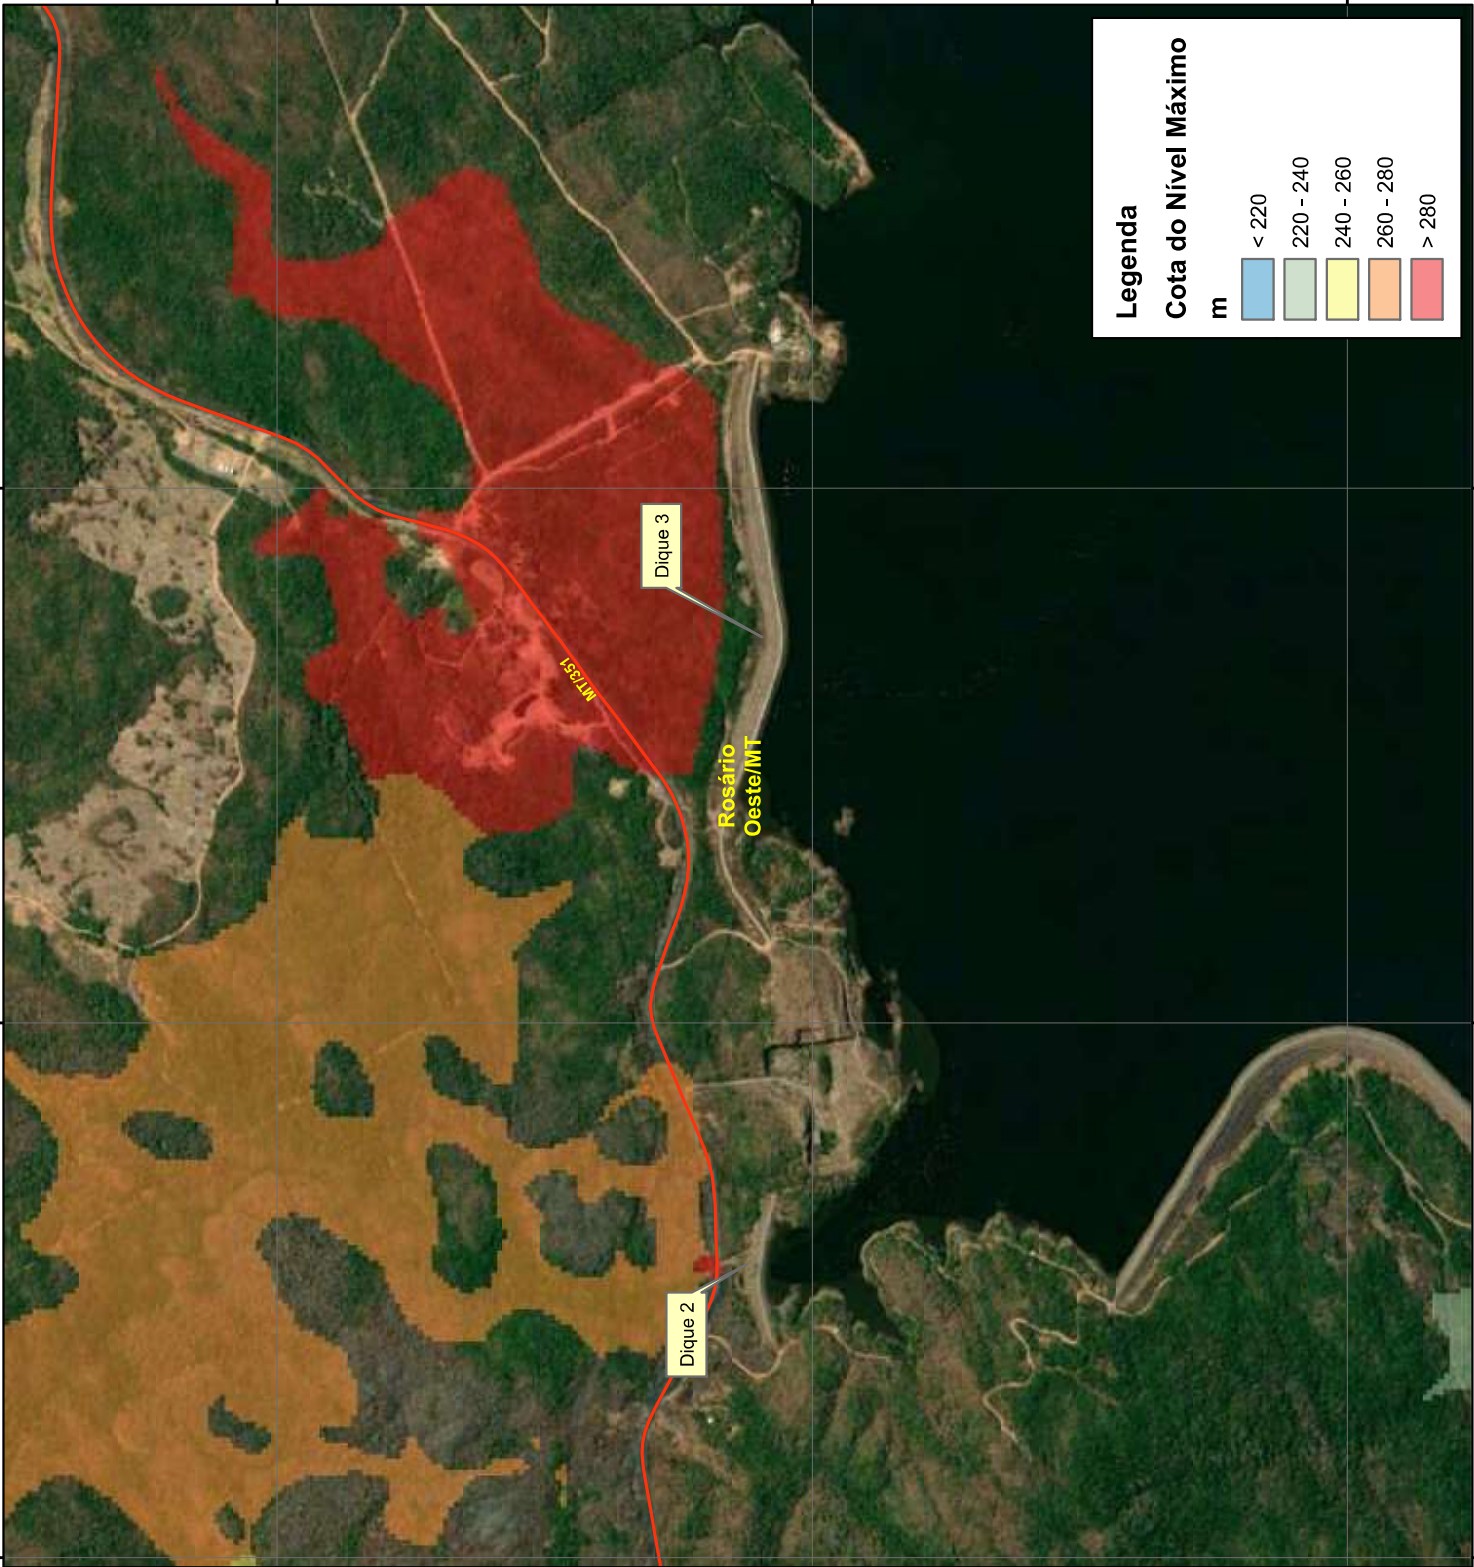 Legenda
Cota do Nível Máximo
m
< 220
220 - 240
240 - 260
260 - 280
> 280
Dique 3
MT/351
Rosário
Oeste/MT
Dique 2